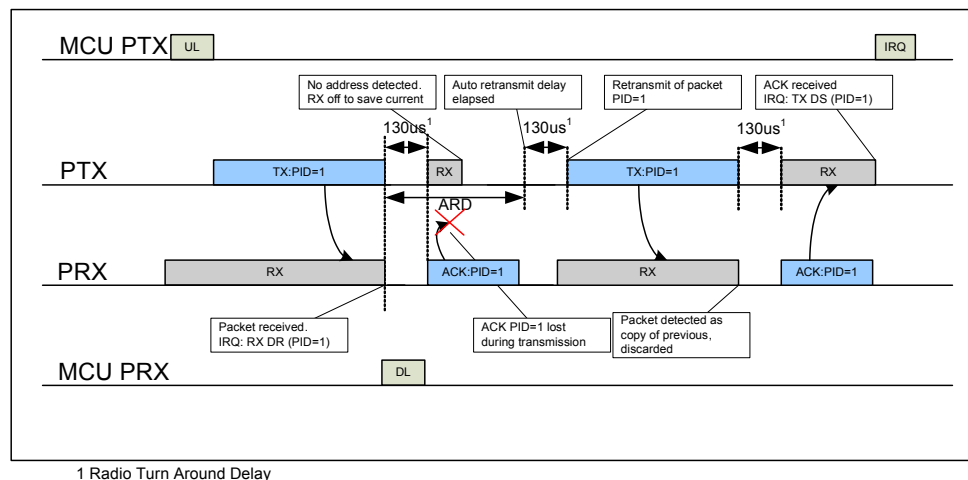 MCU PTX
UL
IRQ
No address detected.
RX off to save current
Auto retransmit delay
elapsed
Retransmit of packet
PID=1
ACK received
IRQ: TX DS (PID=1)
130us1
130us1
130us1
PTX
TX:PID=1
RX
TX:PID=1
RX
ARD
PRX
RX
ACK:PID=1
RX
ACK:PID=1
Packet received.
IRQ: RX DR (PID=1)
ACK PID=1 lost
during transmission
Packet detected as
copy of previous,
discarded
MCU PRX
DL
1 Radio Turn Around Delay